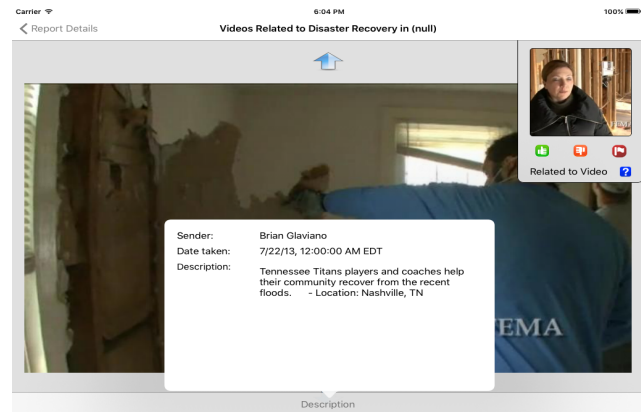 Carrier 6:04 PM 100%
Report Details Videos Related to Disaster Recovery in (null)
FEMA
Related to Video ?
Sender: Brian Glaviano
Date taken: 7/22/13, 12:00:00 AM EDT
Description: Tennessee Titans players and coaches help
their community recover from the recent
floods. - Location: Nashville, TN
FEMA
Description